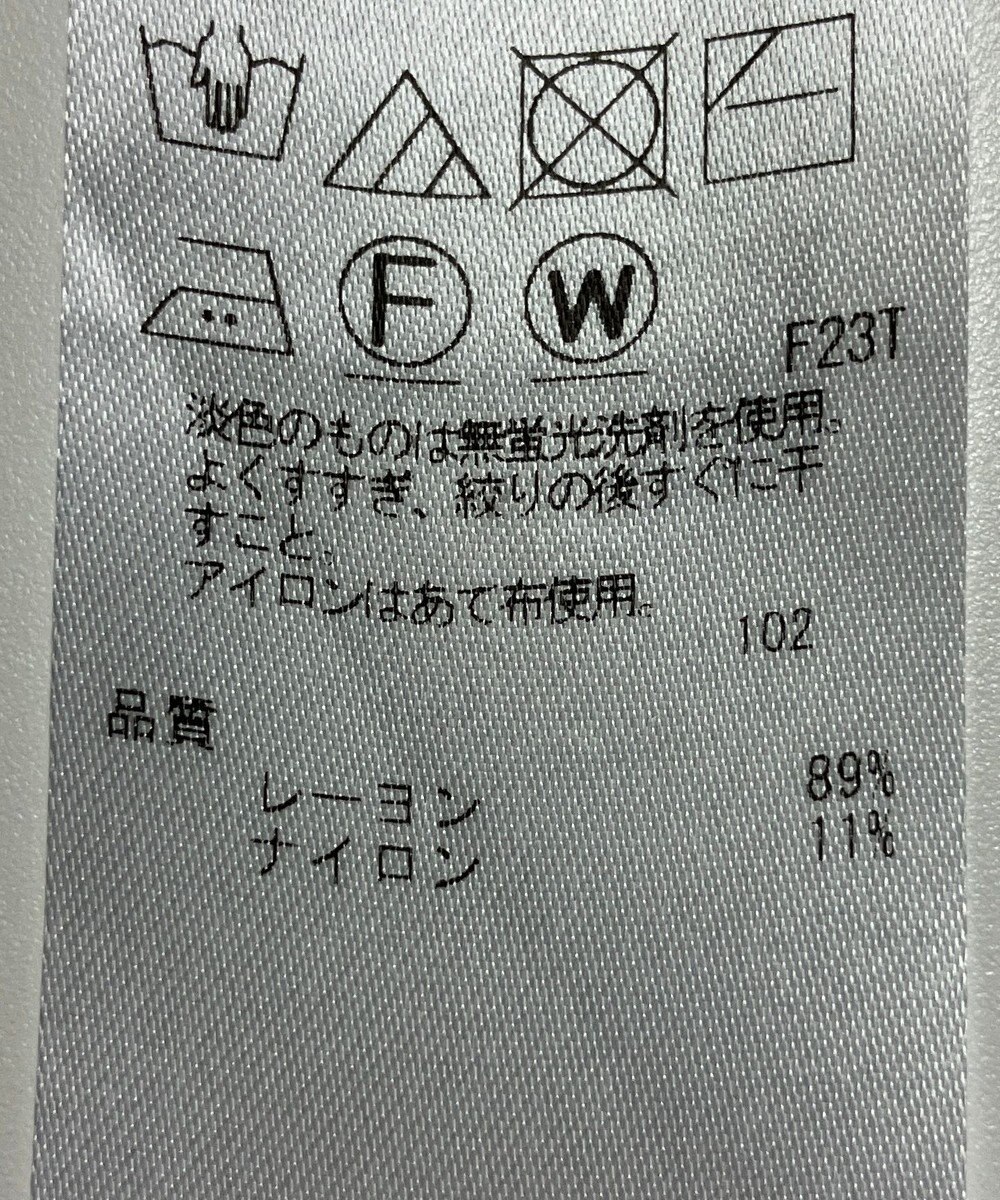 F W
F23T
淡色のものは無蛍光洗剤を使用。
よくすすぎ、絞りの後すぐに干
すこと。
アイロンはあて布使用。
102
品質
レーヨン 89%
ナイロン 11%